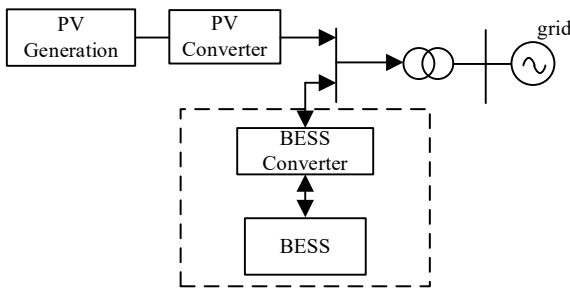 PV
Generation
PV
Converter
grid
BESS
Converter
BESS